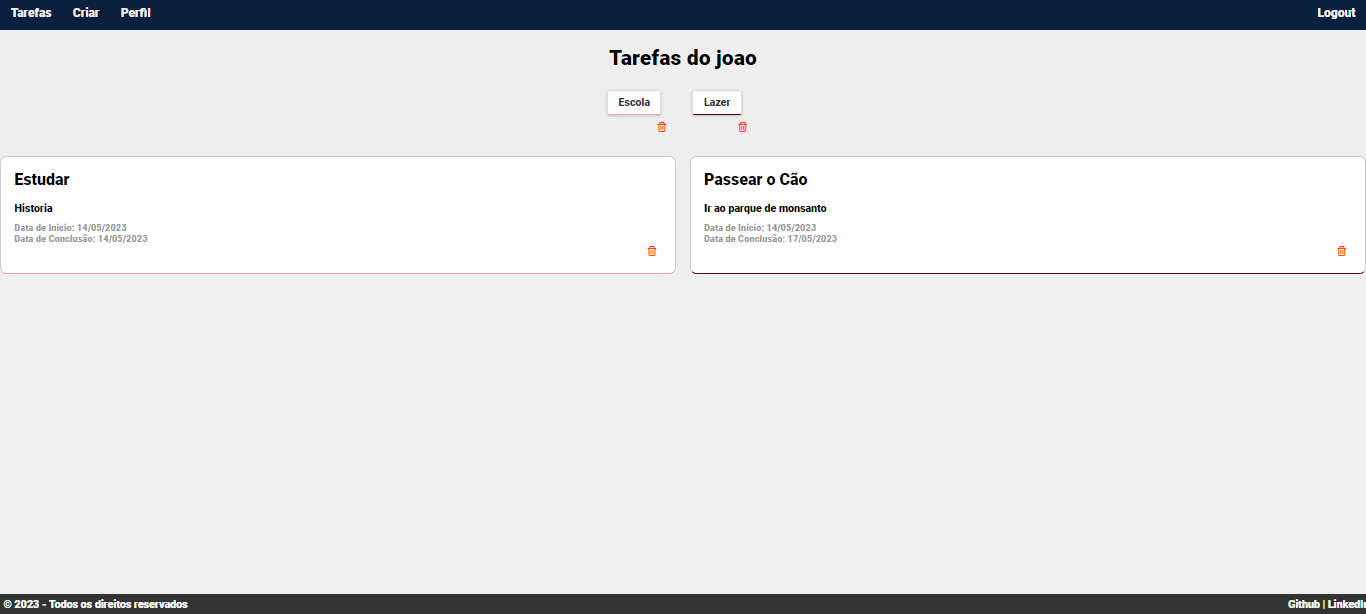 Tarefas Criar Perfil Logout
Tarefas do joao
Escola Lazer
Estudar
Historia
Data de Inicio: 14/05/2023
Data de Conclusão: 14/05/2023
Passear o Cão
Ir ao parque de monsanto
Data de Inicio: 14/05/2023
Data de Conclusão: 17/05/2023
© 2023 - Todos os direitos reservados
Github | LinkedI